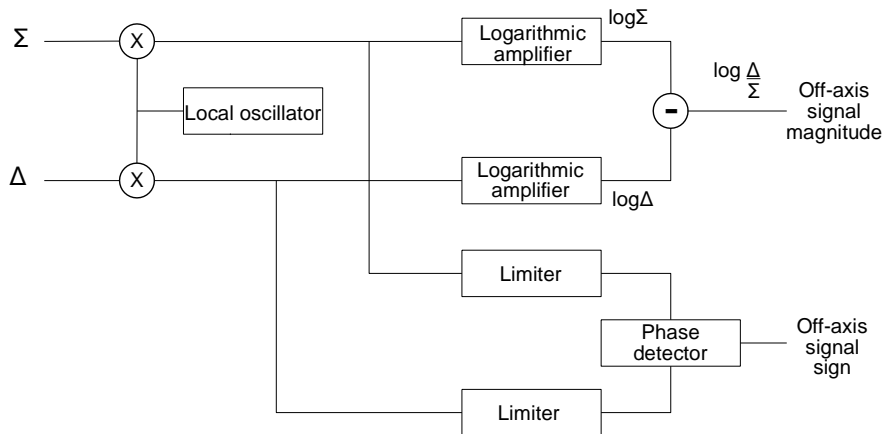 Σ
X
Logarithmic
amplifier
logΣ
Local oscillator
-
log Δ
Σ
Off-axis
signal
magnitude
Δ
X
Logarithmic
amplifier
logΔ
Limiter
Phase
detector
Off-axis
signal
sign
Limiter